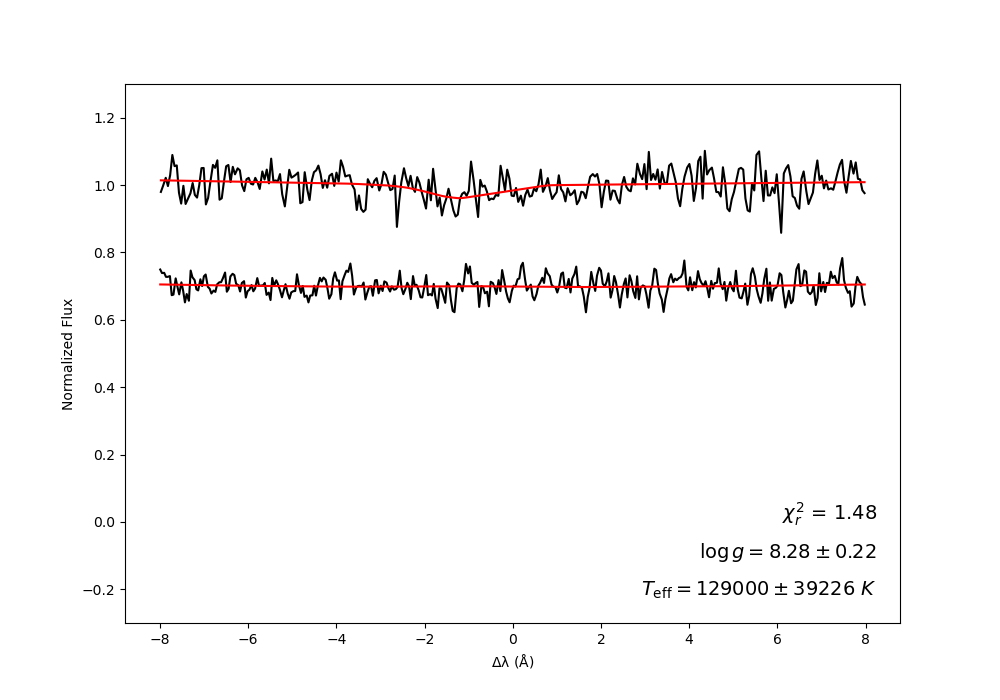 1.2
1.0
0.8
0.6
0.4
0.2
0.0
−0.2
Normalized Flux
χ²ᵣ = 1.48
log g = 8.28 ± 0.22
T_eff = 129000 ± 39226 K
−8 −6 −4 −2 0 2 4 6 8
Δλ (Å)